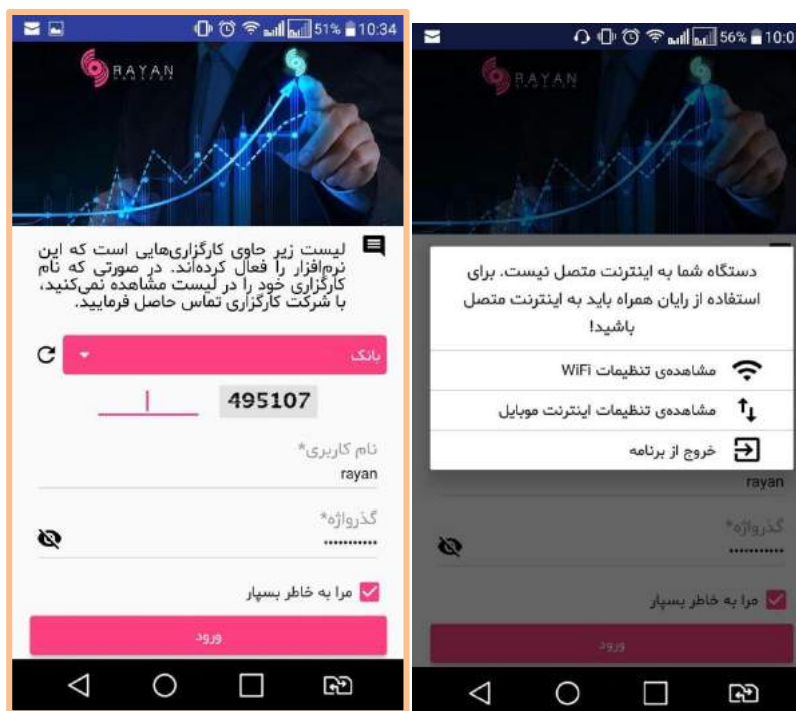 51% 10:34
RAYAN
لیست زیر حاوی کارگزاری‌هایی است که این
نرم‌افزار را فعال کرده‌اند. در صورتی که نام
کارگزاری خود را در لیست مشاهده نمی‌کنید،
با شرکت کارگزاری تماس حاصل فرمایید.
بانک
495107
نام کاربری*
rayan
گذرواژه*
مرا به خاطر بسپار
ورود
56% 10:0
RAYAN
دستگاه شما به اینترنت متصل نیست. برای
استفاده از رایان همراه باید به اینترنت متصل
باشید!
مشاهده‌ی تنظیمات WiFi
مشاهده‌ی تنظیمات اینترنت موبایل
خروج از برنامه
rayan
گذرواژه*
مرا به خاطر بسپار
ورود